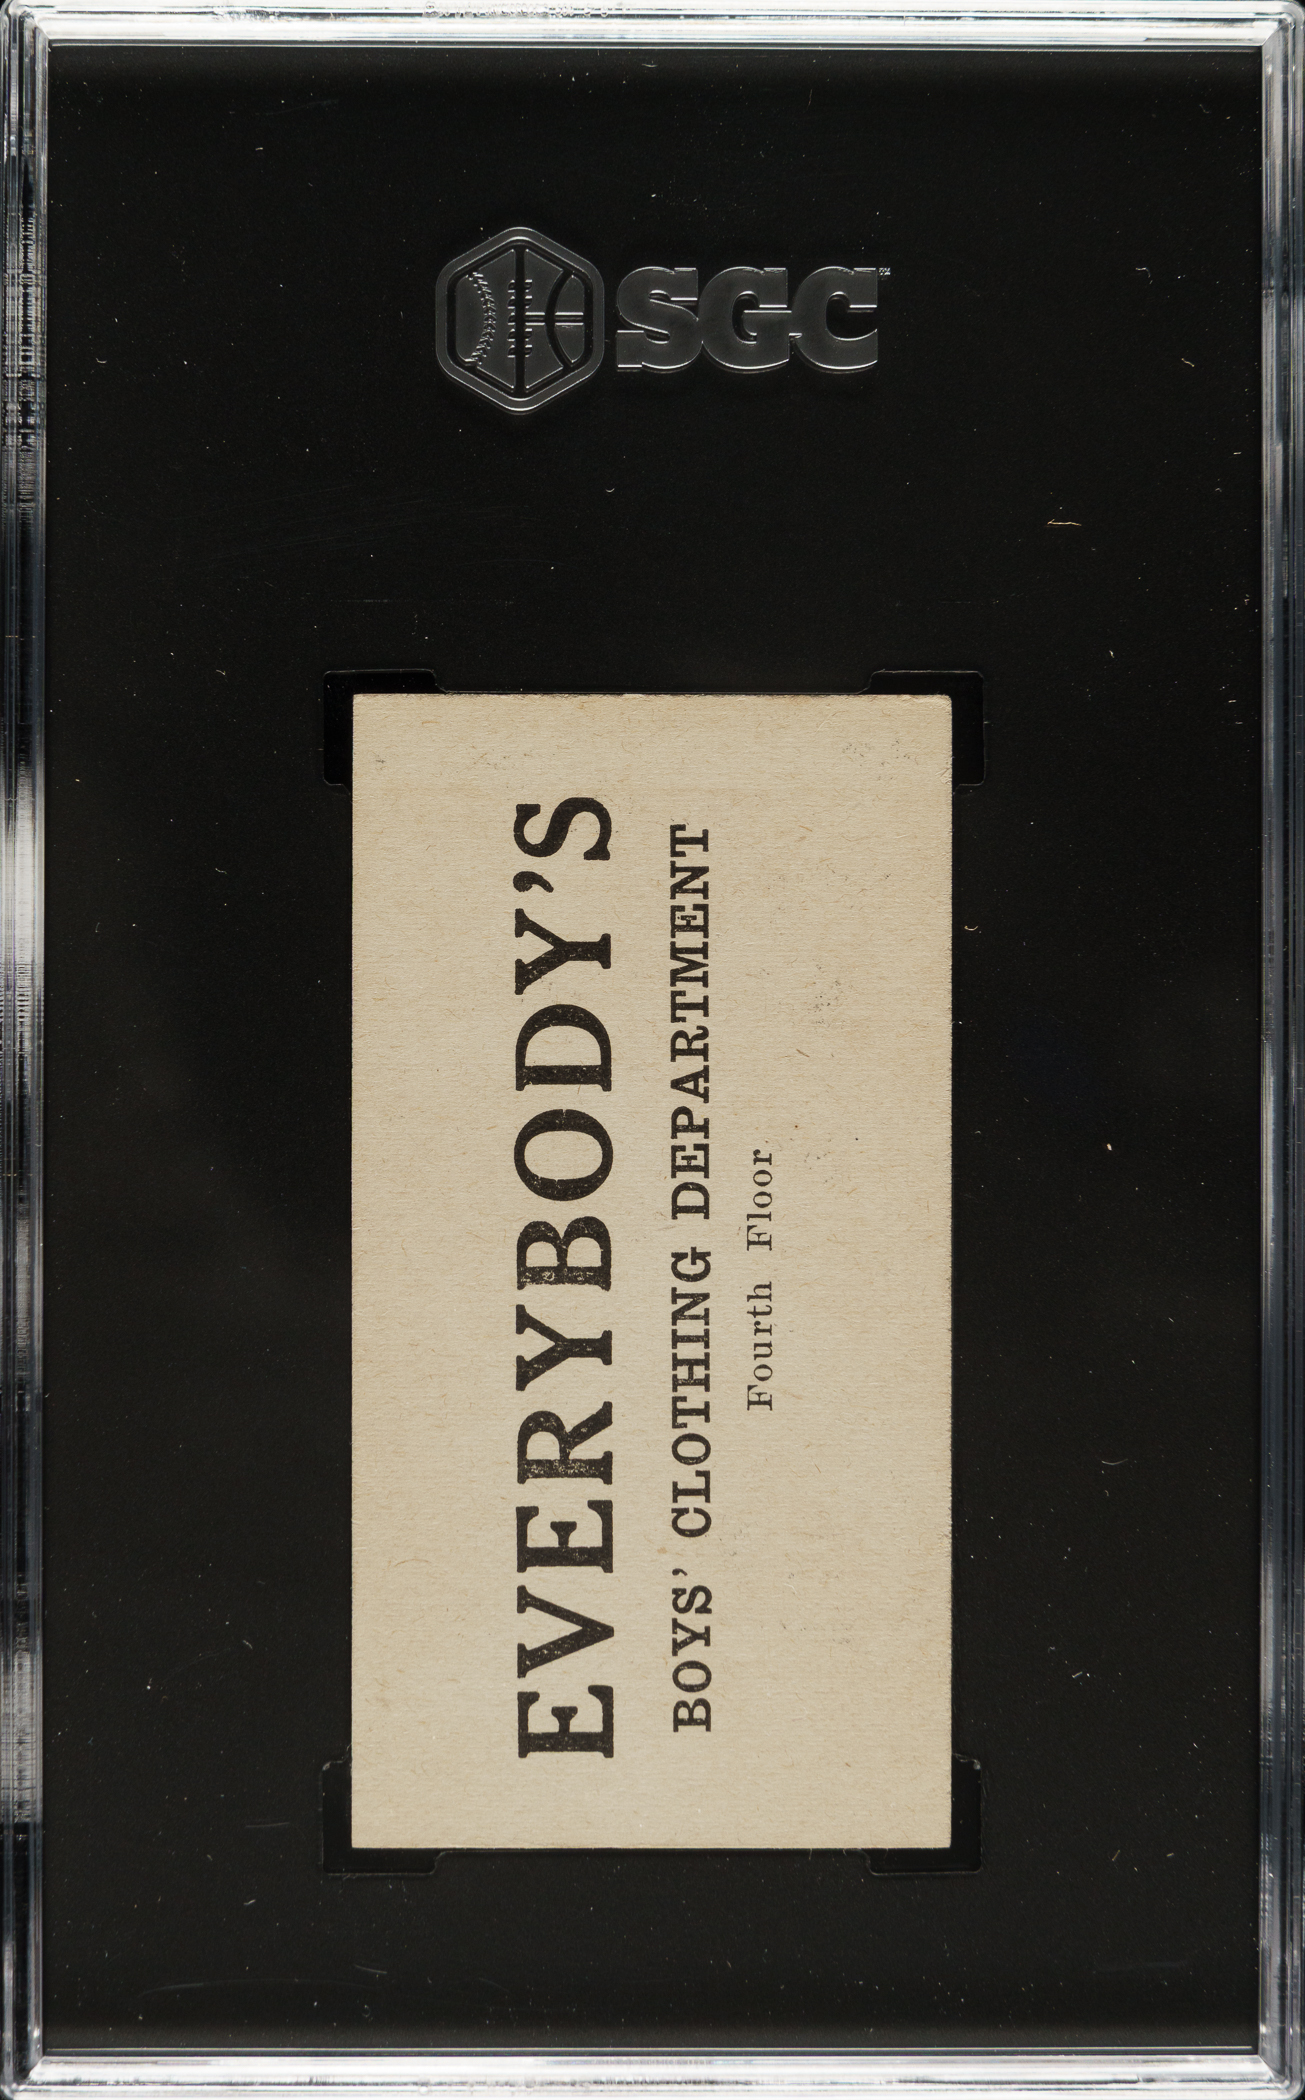 SGC
EVERYBODY'S
BOYS' CLOTHING DEPARTMENT
Fourth Floor